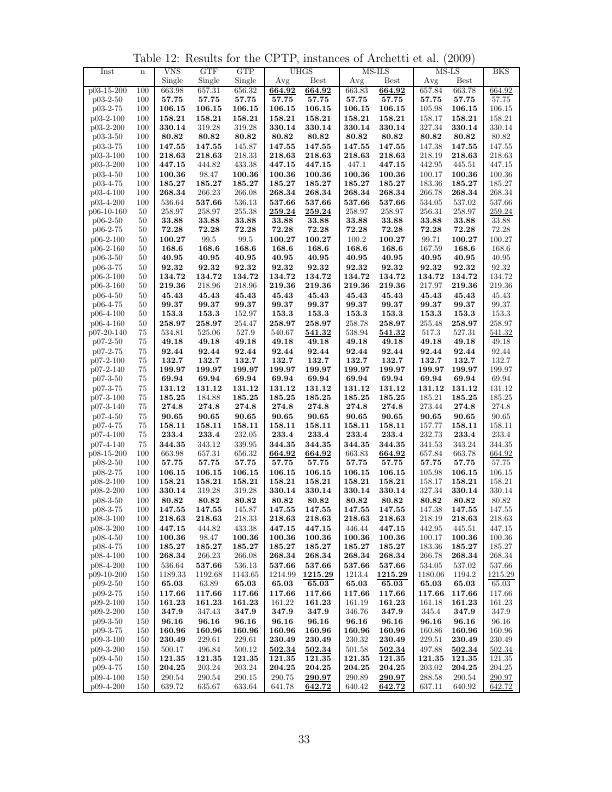 Table 12: Results for the CPTP, instances of Archetti et al. (2009)
Inst n VNS GTF GTP UHGS MS-ILS MS-LS BKS
Single Single Single Avg Best Avg Best Avg Best
p03-15-200 100 663.98 657.31 656.32 664.92 664.92 663.83 664.92 657.84 663.78 664.92
p03-2-50 100 57.75 57.75 57.75 57.75 57.75 57.75 57.75 57.75 57.75 57.75
p03-2-75 100 106.15 106.15 106.15 106.15 106.15 106.15 106.15 105.98 106.15 106.15
p03-2-100 100 158.21 158.21 158.21 158.21 158.21 158.21 158.21 158.17 158.21 158.21
p03-2-200 100 330.14 319.28 319.28 330.14 330.14 330.14 330.14 327.34 330.14 330.14
p03-3-50 100 80.82 80.82 80.82 80.82 80.82 80.82 80.82 80.82 80.82 80.82
p03-3-75 100 147.55 147.55 145.87 147.55 147.55 147.55 147.55 147.38 147.55 147.55
p03-3-100 100 218.63 218.63 218.33 218.63 218.63 218.63 218.63 218.19 218.63 218.63
p03-3-200 100 447.15 444.82 433.38 447.15 447.15 447.1 447.15 442.95 445.51 447.15
p03-4-50 100 100.36 98.47 100.36 100.36 100.36 100.36 100.36 100.17 100.36 100.36
p03-4-75 100 185.27 185.27 185.27 185.27 185.27 185.27 185.27 183.36 185.27 185.27
p03-4-100 100 268.34 266.23 266.08 268.34 268.34 268.34 268.34 266.78 268.34 268.34
p03-4-200 100 536.64 537.66 536.13 537.66 537.66 537.66 537.66 534.05 537.02 537.66
p06-10-160 50 258.97 258.97 255.38 259.24 259.24 258.97 258.97 256.31 258.97 259.24
p06-2-50 50 33.88 33.88 33.88 33.88 33.88 33.88 33.88 33.88 33.88 33.88
p06-2-75 50 72.28 72.28 72.28 72.28 72.28 72.28 72.28 72.28 72.28 72.28
p06-2-100 50 100.27 99.5 99.5 100.27 100.27 100.2 100.27 99.71 100.27 100.27
p06-2-160 50 168.6 168.6 168.6 168.6 168.6 168.6 168.6 167.59 168.6 168.6
p06-3-50 50 40.95 40.95 40.95 40.95 40.95 40.95 40.95 40.95 40.95 40.95
p06-3-75 50 92.32 92.32 92.32 92.32 92.32 92.32 92.32 92.32 92.32 92.32
p06-3-100 50 134.72 134.72 134.72 134.72 134.72 134.72 134.72 134.72 134.72 134.72
p06-3-160 50 219.36 218.96 218.96 219.36 219.36 219.36 219.36 217.97 219.36 219.36
p06-4-50 50 45.43 45.43 45.43 45.43 45.43 45.43 45.43 45.43 45.43 45.43
p06-4-75 50 99.37 99.37 99.37 99.37 99.37 99.37 99.37 99.37 99.37 99.37
p06-4-100 50 153.3 153.3 152.97 153.3 153.3 153.3 153.3 153.3 153.3 153.3
p06-4-160 50 258.97 258.97 254.47 258.97 258.97 258.78 258.97 255.48 258.97 258.97
p07-20-140 75 534.81 525.06 527.9 540.67 541.32 538.94 541.32 517.3 527.31 541.32
p07-2-50 75 49.18 49.18 49.18 49.18 49.18 49.18 49.18 49.18 49.18 49.18
p07-2-75 75 92.44 92.44 92.44 92.44 92.44 92.44 92.44 92.44 92.44 92.44
p07-2-100 75 132.7 132.7 132.7 132.7 132.7 132.7 132.7 132.7 132.7 132.7
p07-2-140 75 199.97 199.97 199.97 199.97 199.97 199.97 199.97 199.97 199.97 199.97
p07-3-50 75 69.94 69.94 69.94 69.94 69.94 69.94 69.94 69.94 69.94 69.94
p07-3-75 75 131.12 131.12 131.12 131.12 131.12 131.12 131.12 131.12 131.12 131.12
p07-3-100 75 185.25 184.88 185.25 185.25 185.25 185.25 185.25 185.21 185.25 185.25
p07-3-140 75 274.8 274.8 274.8 274.8 274.8 274.8 274.8 273.44 274.8 274.8
p07-4-50 75 90.65 90.65 90.65 90.65 90.65 90.65 90.65 90.65 90.65 90.65
p07-4-75 75 158.11 158.11 158.11 158.11 158.11 158.11 158.11 157.77 158.11 158.11
p07-4-100 75 233.4 233.4 232.05 233.4 233.4 233.4 233.4 232.73 233.4 233.4
p07-4-140 75 344.35 343.12 339.95 344.35 344.35 344.35 344.35 341.53 343.24 344.35
p08-15-200 100 663.98 657.31 656.32 664.92 664.92 663.83 664.92 657.84 663.78 664.92
p08-2-50 100 57.75 57.75 57.75 57.75 57.75 57.75 57.75 57.75 57.75 57.75
p08-2-75 100 106.15 106.15 106.15 106.15 106.15 106.15 106.15 105.98 106.15 106.15
p08-2-100 100 158.21 158.21 158.21 158.21 158.21 158.21 158.21 158.17 158.21 158.21
p08-2-200 100 330.14 319.28 319.28 330.14 330.14 330.14 330.14 327.34 330.14 330.14
p08-3-50 100 80.82 80.82 80.82 80.82 80.82 80.82 80.82 80.82 80.82 80.82
p08-3-75 100 147.55 147.55 145.87 147.55 147.55 147.55 147.55 147.38 147.55 147.55
p08-3-100 100 218.63 218.63 218.33 218.63 218.63 218.63 218.63 218.19 218.63 218.63
p08-3-200 100 447.15 444.82 433.38 447.15 447.15 446.44 447.15 442.95 445.51 447.15
p08-4-50 100 100.36 98.47 100.36 100.36 100.36 100.36 100.36 100.17 100.36 100.36
p08-4-75 100 185.27 185.27 185.27 185.27 185.27 185.27 185.27 183.36 185.27 185.27
p08-4-100 100 268.34 266.23 266.08 268.34 268.34 268.34 268.34 266.78 268.34 268.34
p08-4-200 100 536.64 537.66 536.13 537.66 537.66 537.66 537.66 534.05 537.02 537.66
p09-10-200 150 1189.33 1192.68 1143.65 1214.99 1215.29 1213.4 1215.29 1180.06 1194.2 1215.29
p09-2-50 150 65.03 63.89 65.03 65.03 65.03 65.03 65.03 65.03 65.03 65.03
p09-2-75 150 117.66 117.66 117.66 117.66 117.66 117.66 117.66 117.66 117.66 117.66
p09-2-100 150 161.23 161.23 161.23 161.22 161.23 161.19 161.23 161.18 161.23 161.23
p09-2-200 150 347.9 347.43 347.9 347.9 347.9 346.76 347.9 345.4 347.9 347.9
p09-3-50 150 96.16 96.16 96.16 96.16 96.16 96.16 96.16 96.16 96.16 96.16
p09-3-75 150 160.96 160.96 160.96 160.96 160.96 160.96 160.96 160.86 160.96 160.96
p09-3-100 150 230.49 229.61 229.61 230.49 230.49 230.32 230.49 229.51 230.49 230.49
p09-3-200 150 500.17 496.84 500.12 502.34 502.34 501.58 502.34 497.88 502.34 502.34
p09-4-50 150 121.35 121.35 121.35 121.35 121.35 121.35 121.35 121.35 121.35 121.35
p09-4-75 150 204.25 203.24 203.24 204.25 204.25 204.25 204.25 203.02 204.25 204.25
p09-4-100 150 290.54 290.54 290.15 290.75 290.97 290.89 290.97 288.58 290.54 290.97
p09-4-200 150 639.72 635.67 633.64 641.78 642.72 640.42 642.72 637.11 640.92 642.72
33